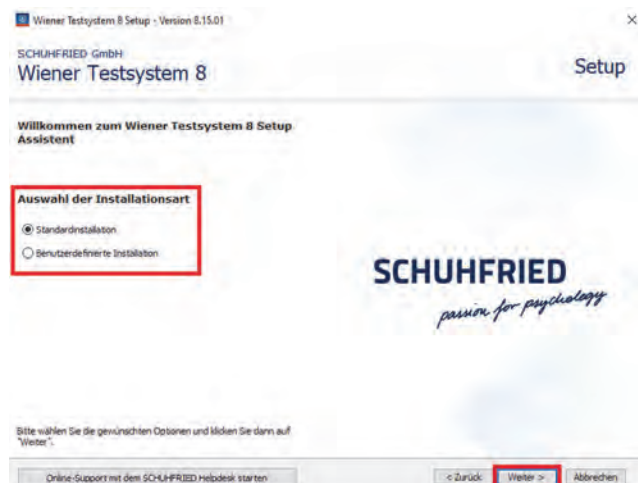 Wiener Testsystem 8 Setup - Version 8.15.01
SCHUHFRIED GmbH
Wiener Testsystem 8
Setup
Willkommen zum Wiener Testsystem 8 Setup
Assistent
Auswahl der Installationsart
Standardinstallation
Benutzerdefinierte Installation
SCHUHFRIED
passion for psychology
Bitte wählen Sie die gewünschten Optionen und klicken Sie dann auf
"Weiter".
Online-Support mit dem SCHUHFRIED Helpdesk starten
< Zurück
Weiter >
Abbrechen